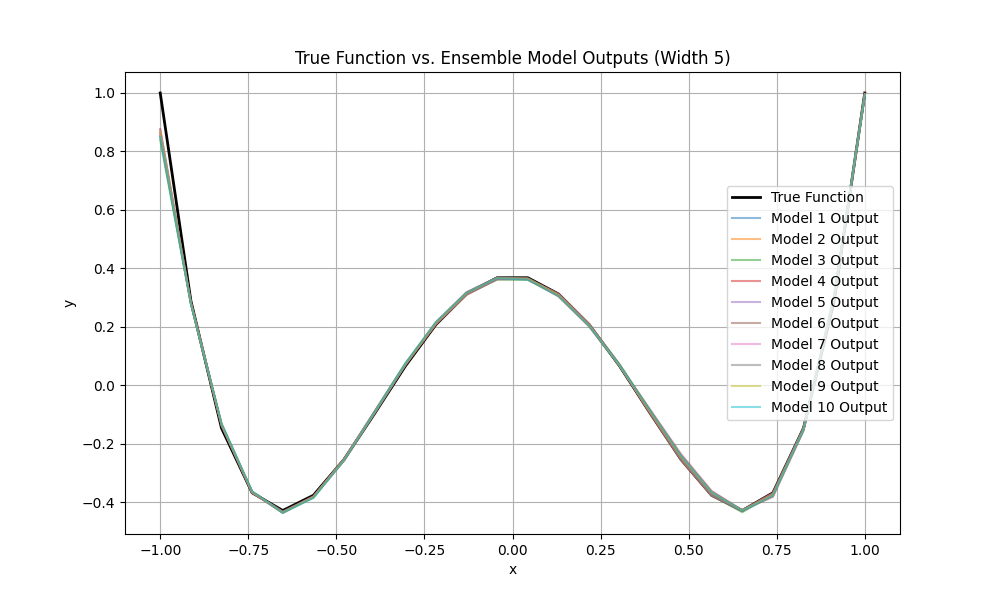 True Function vs. Ensemble Model Outputs (Width 5)
1.0
0.8
0.6
0.4
0.2
0.0
−0.2
−0.4
y
True Function
Model 1 Output
Model 2 Output
Model 3 Output
Model 4 Output
Model 5 Output
Model 6 Output
Model 7 Output
Model 8 Output
Model 9 Output
Model 10 Output
−1.00 −0.75 −0.50 −0.25 0.00 0.25 0.50 0.75 1.00
x